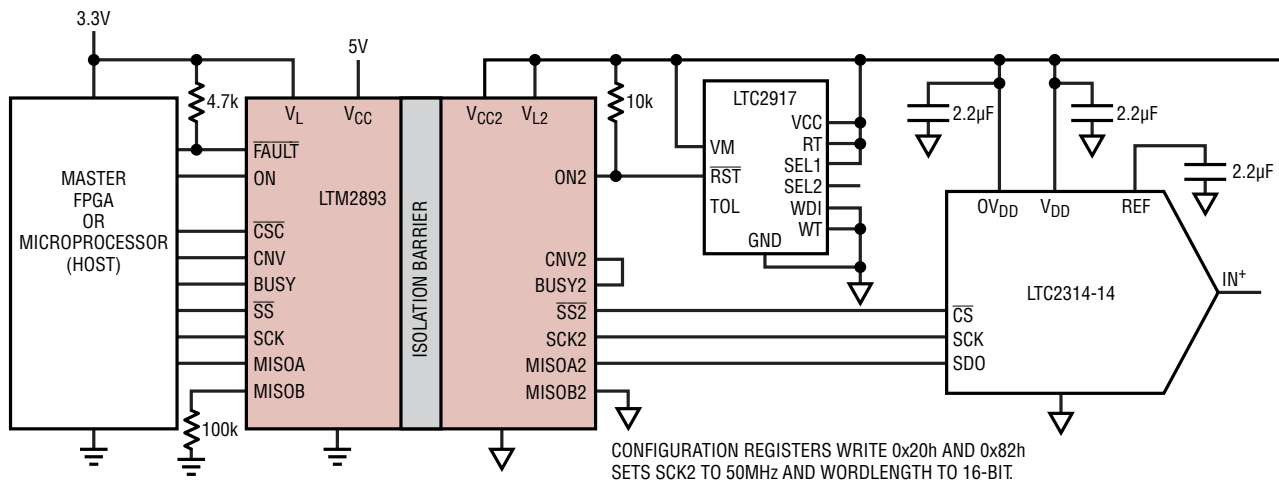 3.3V
5V
4.7k
10k
LTC2917
2.2µF
2.2µF
2.2µF
V_L
V_CC
V_CC2
V_L2
VCC
RT
SEL1
SEL2
WDI
WT
VM
RST
TOL
GND
FAULT
ON
ON2
MASTER
FPGA
OR
MICROPROCESSOR
(HOST)
LTM2893
ISOLATION BARRIER
CSC
CNV
BUSY
SS
SCK
MISOA
MISOB
100k
CNV2
BUSY2
SS2
SCK2
MISOA2
MISOB2
OV_DD
V_DD
REF
LTC2314-14
IN+
CS
SCK
SDO
CONFIGURATION REGISTERS WRITE 0x20h AND 0x82h
SETS SCK2 TO 50MHz AND WORDLENGTH TO 16-BIT.